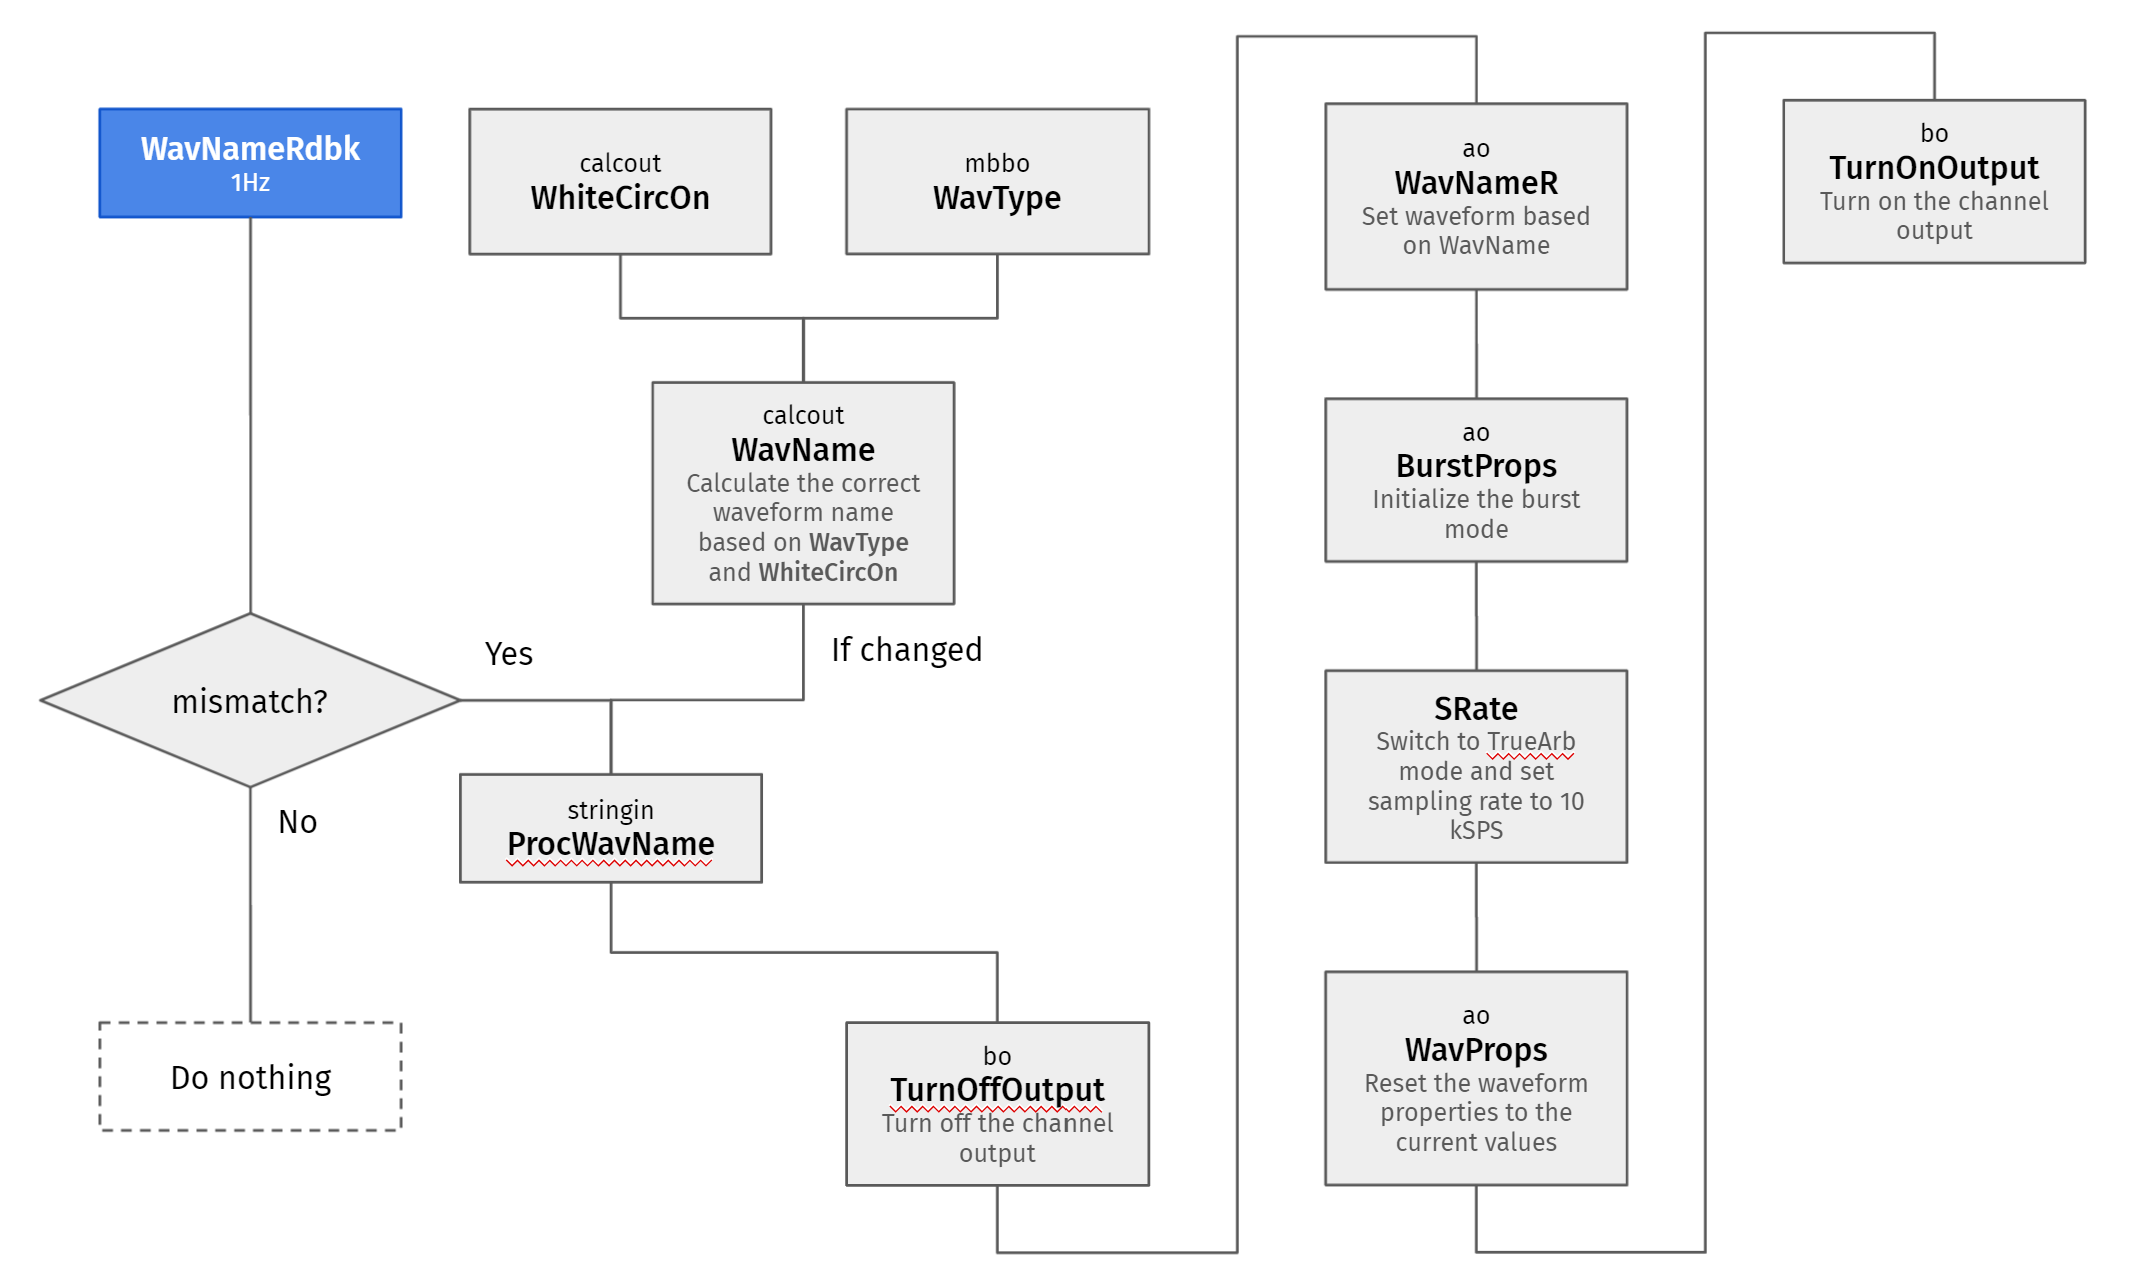 WavNameRdbk
1Hz
calcout
WhiteCircOn
mbbo
WavType
calcout
WavName
Calculate the correct
waveform name
based on WavType
and WhiteCircOn
If changed
mismatch?
Yes
No
Do nothing
stringin
ProcWavName
bo
TurnOffOutput
Turn off the channel
output
ao
WavNameR
Set waveform based
on WavName
ao
BurstProps
Initialize the burst
mode
SRate
Switch to TrueArb
mode and set
sampling rate to 10
kSPS
ao
WavProps
Reset the waveform
properties to the
current values
bo
TurnOnOutput
Turn on the channel
output